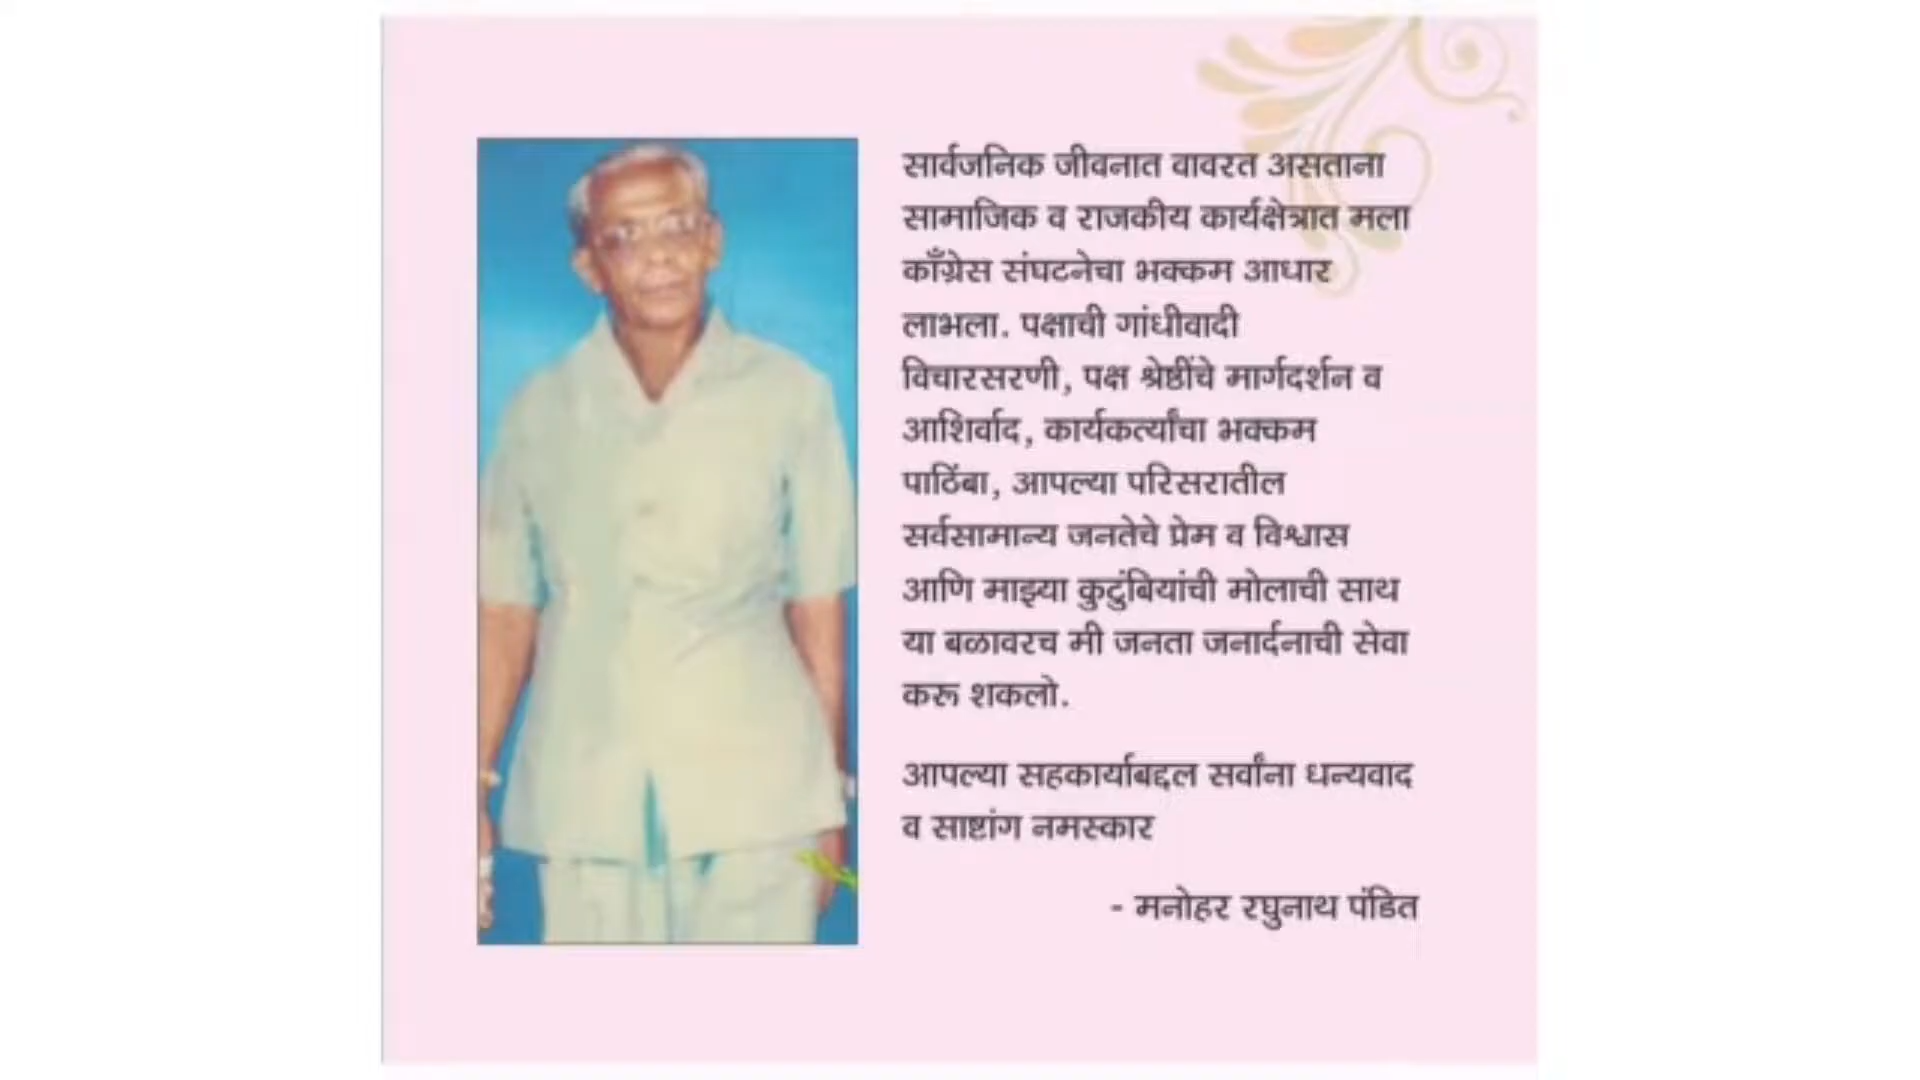 सार्वजनिक जीवनात वावरत असताना
सामाजिक व राजकीय कार्यक्षेत्रात मला
काँग्रेस संघटनेचा भक्कम आधार
लाभला. पक्षाची गांधीवादी
विचारसरणी, पक्ष श्रेष्ठींचे मार्गदर्शन व
आशिर्वाद, कार्यकर्त्यांचा भक्कम
पाठिंबा, आपल्या परिसरातील
सर्वसामान्य जनतेचे प्रेम व विश्वास
आणि माझ्या कुटुंबियांची मोलाची साथ
या बळावरच मी जनता जनार्दनाची सेवा
करू शकलो.
आपल्या सहकार्याबद्दल सर्वांना धन्यवाद
व साष्टांग नमस्कार
- मनोहर रघुनाथ पंडित